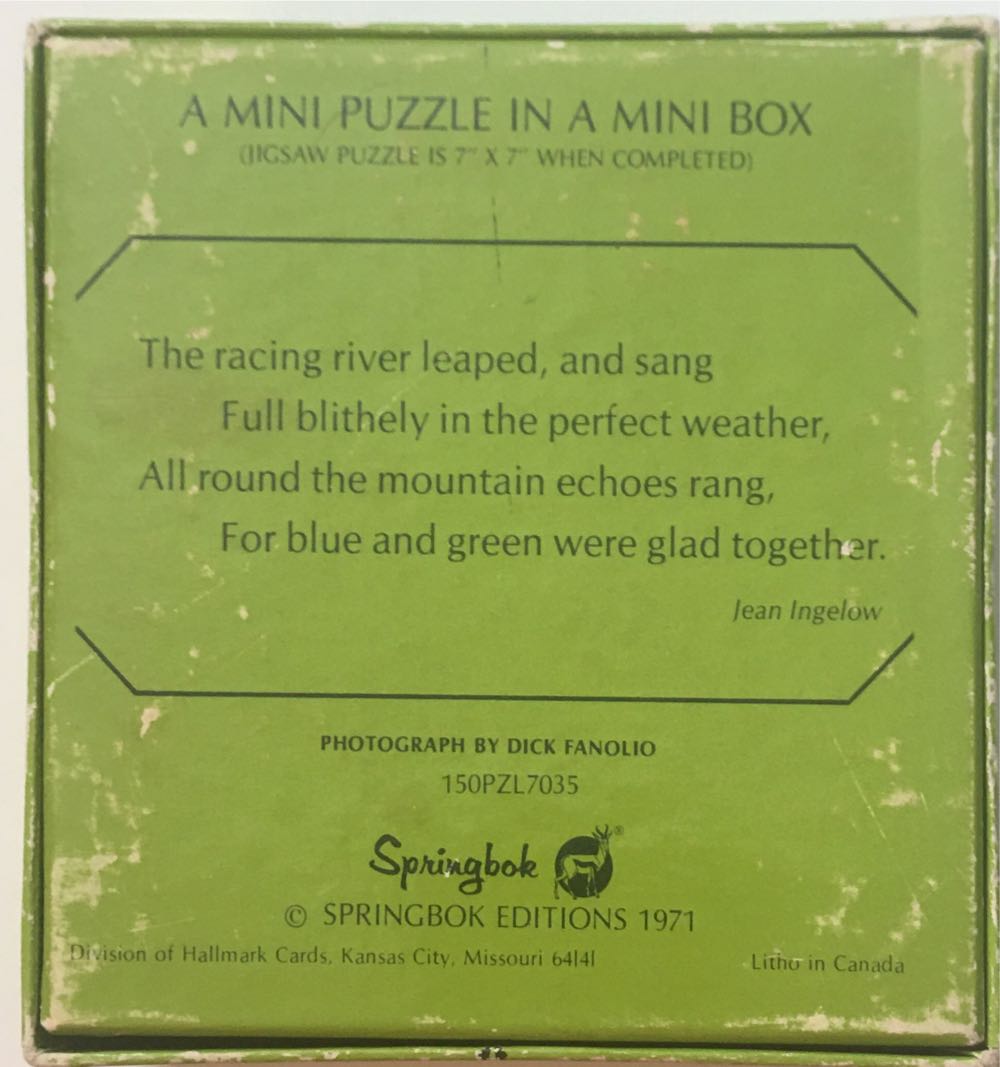 A MINI PUZZLE IN A MINI BOX
(JIGSAW PUZZLE IS 7" X 7" WHEN COMPLETED)
The racing river leaped, and sang
Full blithely in the perfect weather,
All round the mountain echoes rang,
For blue and green were glad together.
Jean Ingelow
PHOTOGRAPH BY DICK FANOLIO
150PZL7035
Springbok ®
© SPRINGBOK EDITIONS 1971
Division of Hallmark Cards, Kansas City, Missouri 64141
Litho in Canada